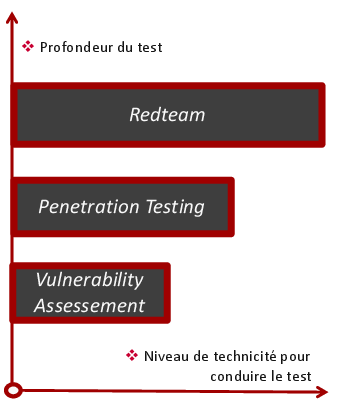 ❖ Profondeur du test
Redteam
Penetration Testing
Vulnerability
Assessement
❖ Niveau de technicité pour
conduire le test